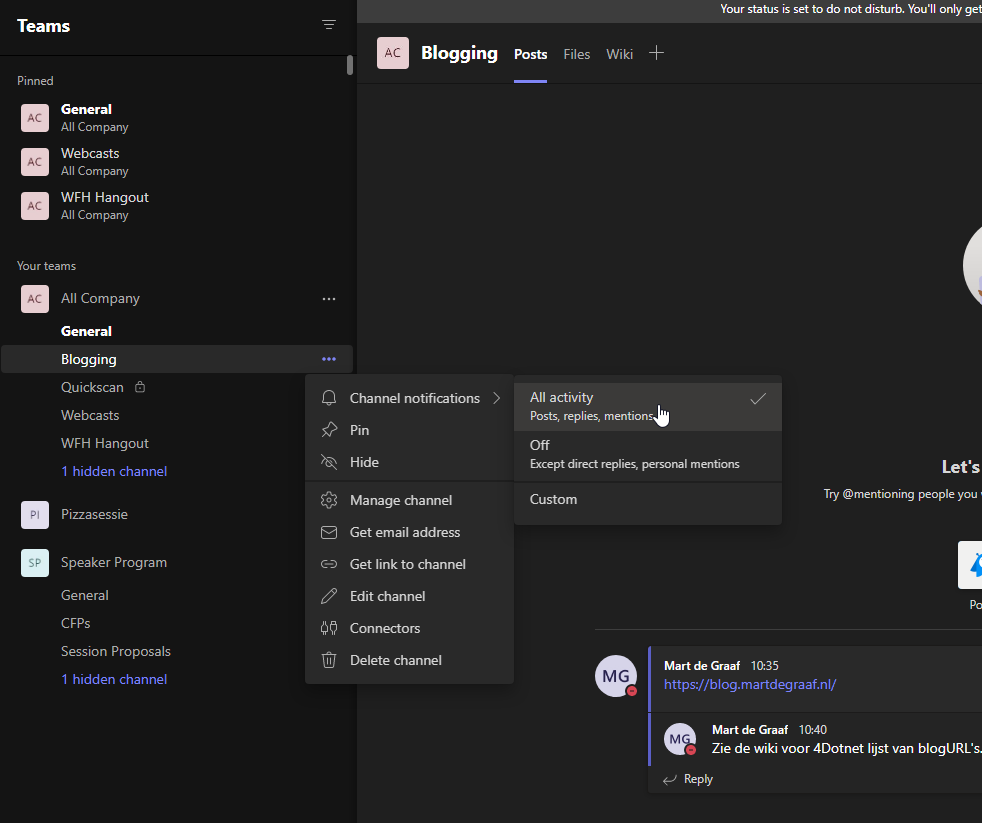 Teams
Pinned
AC
General
All Company
AC
Webcasts
All Company
AC
WFH Hangout
All Company
Your teams
AC
All Company
General
Blogging
Quickscan
Webcasts
WFH Hangout
1 hidden channel
PI
Pizzasessie
SP
Speaker Program
General
CFPs
Session Proposals
1 hidden channel
Your status is set to do not disturb. You'll only get
AC
Blogging
Posts
Files
Wiki
Channel notifications
Pin
Hide
Manage channel
Get email address
Get link to channel
Edit channel
Connectors
Delete channel
All activity
Posts, replies, mentions
Off
Except direct replies, personal mentions
Custom
Let's
Try @mentioning people you
Po
MG
Mart de Graaf 10:35
https://blog.martdegraaf.nl/
MG
Mart de Graaf 10:40
Zie de wiki voor 4Dotnet lijst van blogURL's.
Reply